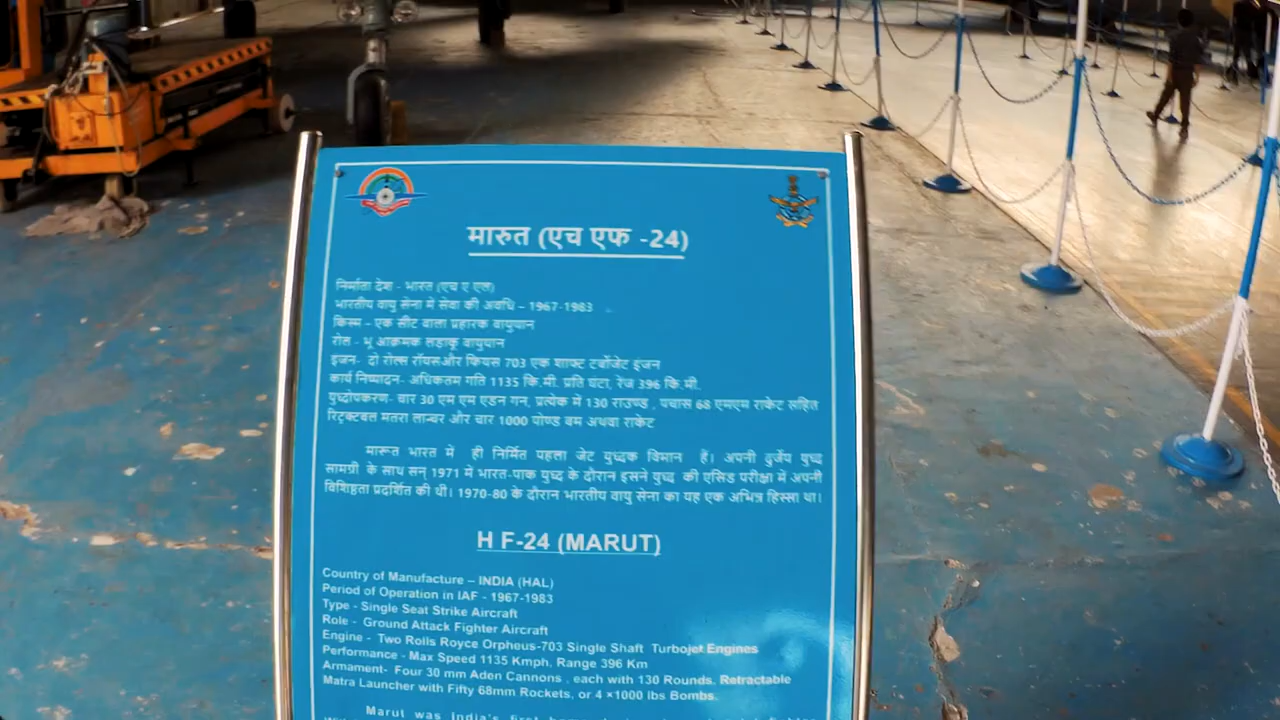 मारुत (एच एफ -24)
निर्माता देश - भारत (एच ए एल)
भारतीय वायु सेना में सेवा की अवधि – 1967-1983
किस्म – एक सीट वाला प्रहारक वायुयान
रोल - भू आक्रमक लड़ाकू वायुयान
इंजन- दो रोल्स रॉयसऔर फियस 703 एक शाफ्ट टर्बोजेट इंजन
कार्य निष्पादन- अधिकतम गति 1135 कि.मी. प्रति घंटा, रेंज 396 कि.मी.
युध्दोपकरण- चार 30 एम एम एडन गन, प्रत्येक में 130 राउण्ड , पचास 68 एमएम राकेट सहित
रिट्रक्टबल मतरा लान्चर और चार 1000 पोण्ड बम अथवा राकेट
मारूत भारत में ही निर्मित पहला जेट युध्दक विमान हैं। अपनी दुर्जेय युध्द
सामग्री के साथ सन् 1971 में भारत-पाक युध्द के दौरान इसने युध्द की एसिड परीक्षा में अपनी
विशिष्ठता प्रदर्शित की थी। 1970-80 के दौरान भारतीय वायु सेना का यह एक अभिन्न हिस्सा था।
H F-24 (MARUT)
Country of Manufacture – INDIA (HAL)
Period of Operation in IAF - 1967-1983
Type - Single Seat Strike Aircraft
Role - Ground Attack Fighter Aircraft
Engine - Two Rolls Royce Orpheus-703 Single Shaft Turbojet Engines
Performance - Max Speed 1135 Kmph, Range 396 Km
Armament- Four 30 mm Aden Cannons , each with 130 Rounds. Retractable
Matra Launcher with Fifty 68mm Rockets, or 4 ×1000 lbs Bombs.
Marut was India's first